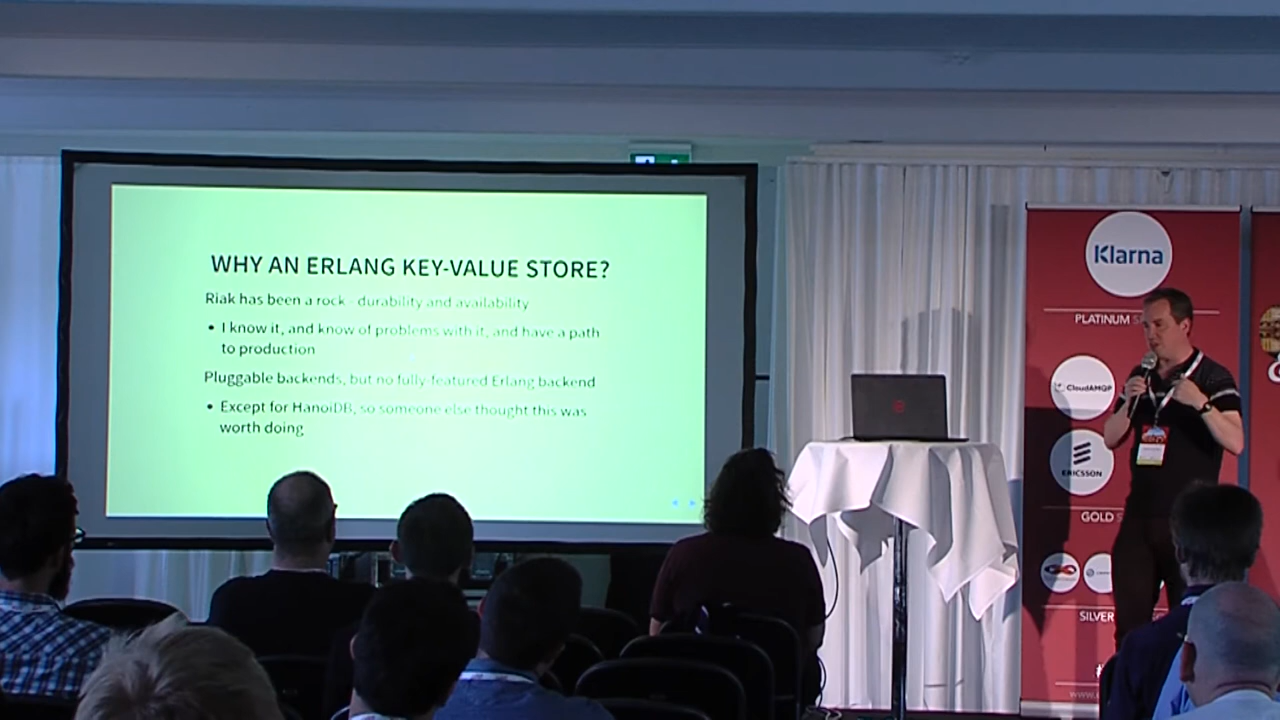 WHY AN ERLANG KEY-VALUE STORE?
Riak has been a rock - durability and availability
• I know it, and know of problems with it, and have a path
to production
Pluggable backends, but no fully-featured Erlang backend
• Except for HanoiDB, so someone else thought this was
worth doing
Klarna
PLATINUM
CloudAMQP
ERICSSON
GOLD
SILVER